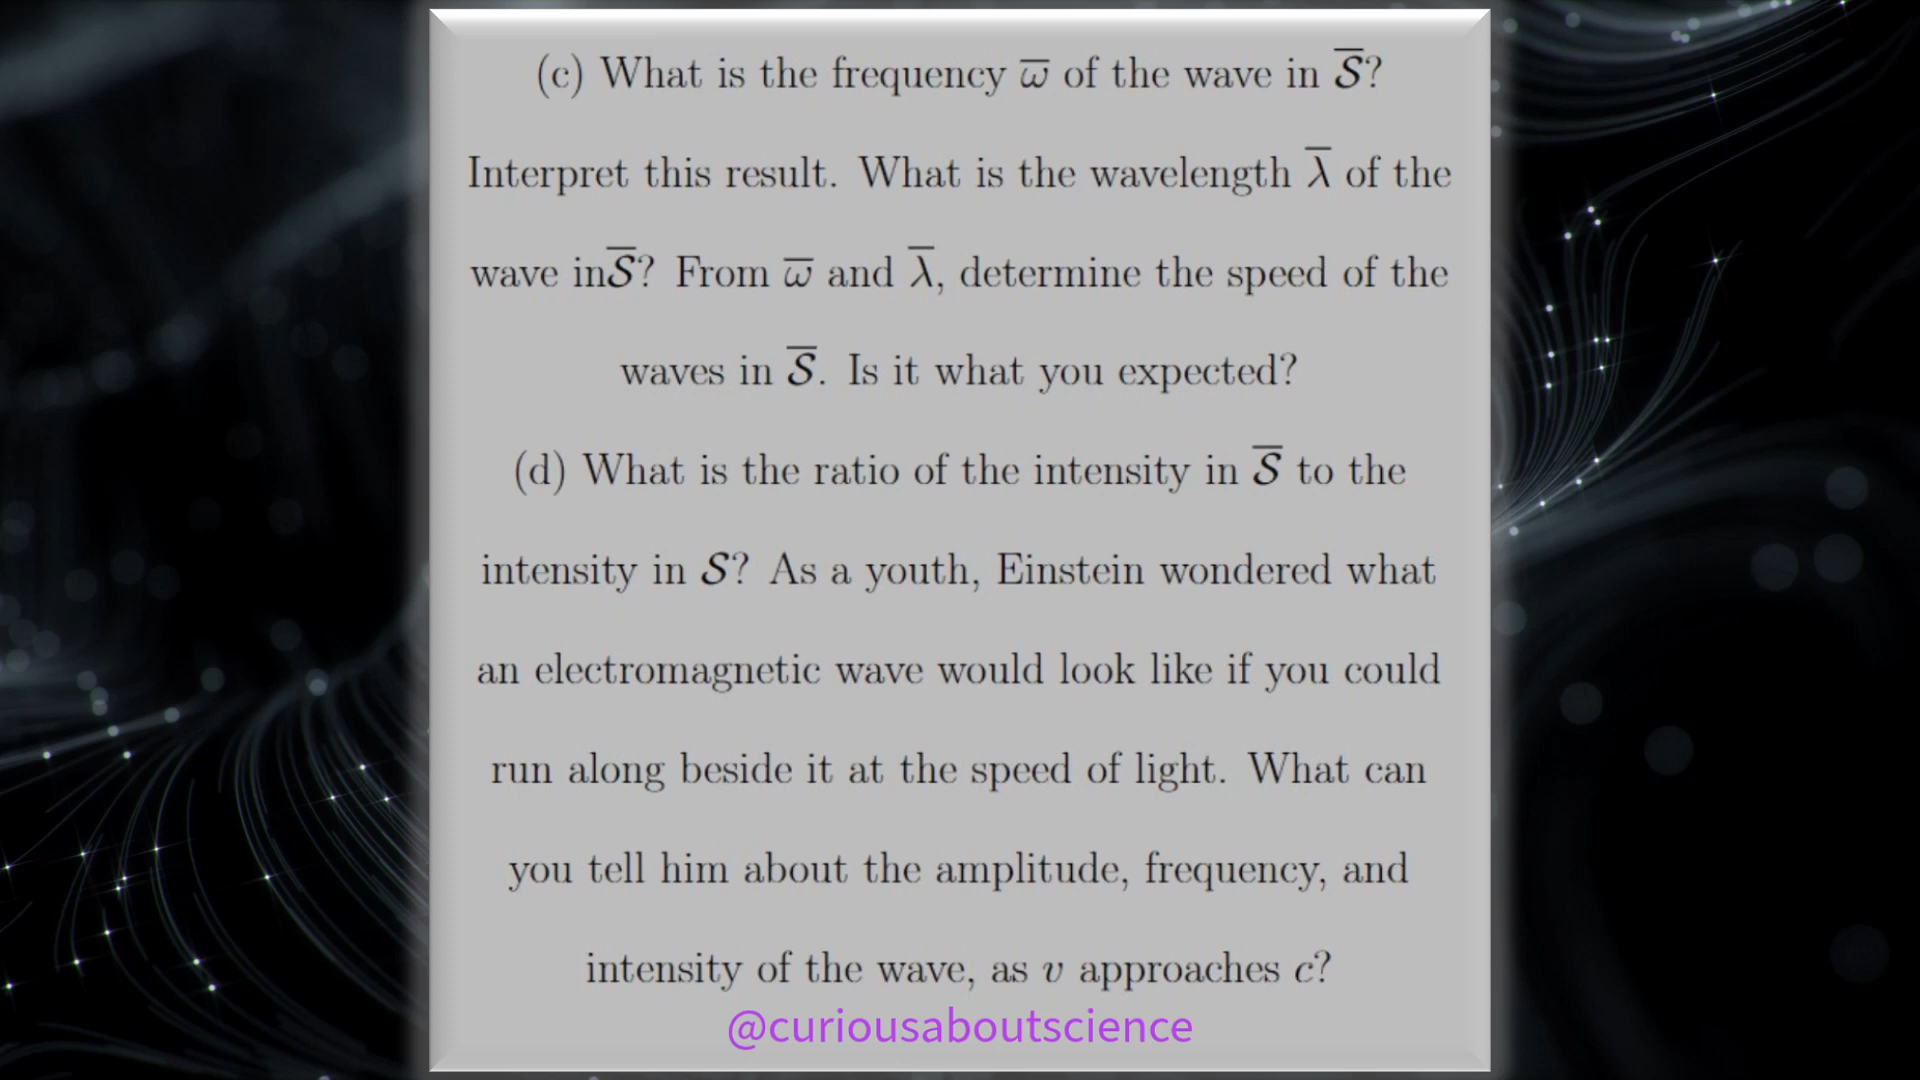 (c) What is the frequency ω̅ of the wave in S̅?
Interpret this result. What is the wavelength λ̅ of the
wave inS̅? From ω̅ and λ̅, determine the speed of the
waves in S̅. Is it what you expected?
(d) What is the ratio of the intensity in S̅ to the
intensity in S? As a youth, Einstein wondered what
an electromagnetic wave would look like if you could
run along beside it at the speed of light. What can
you tell him about the amplitude, frequency, and
intensity of the wave, as v approaches c?
@curiousaboutscience